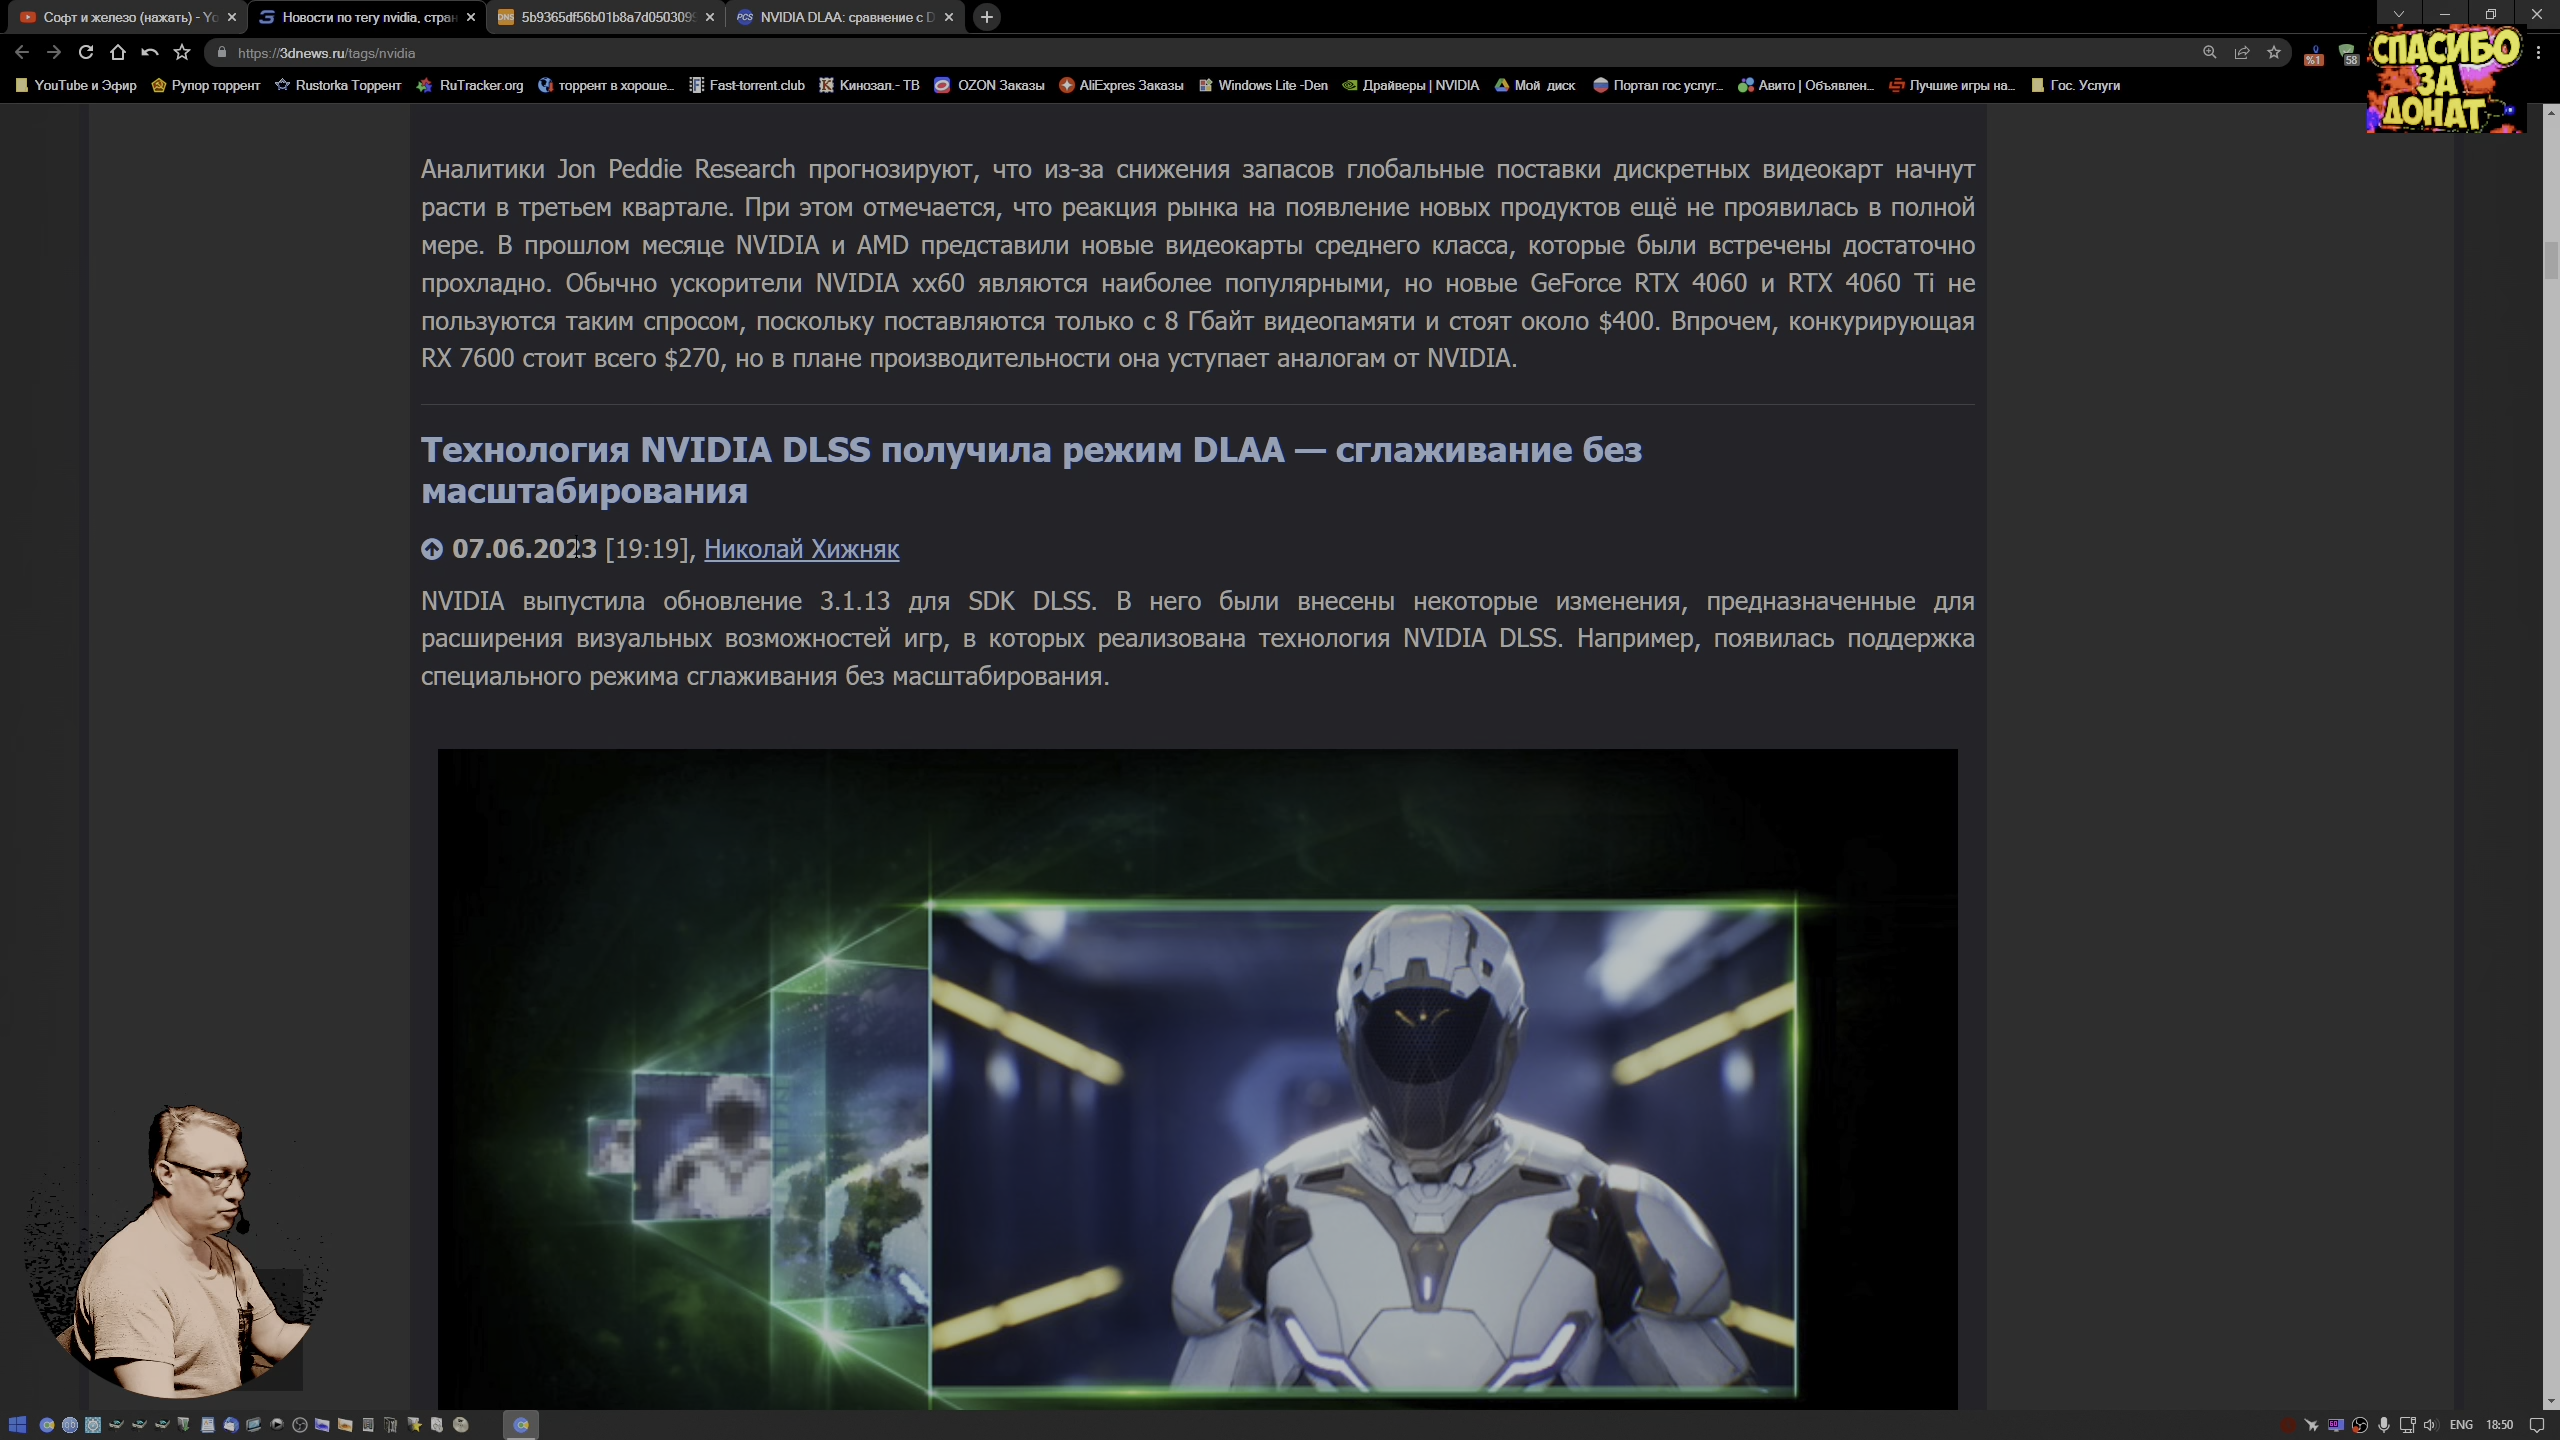 Софт и железо (нажать) - Yo
Новости по тегу nvidia, стран
NVIDIA DLAA: сравнение с D
https://3dnews.ru/tags/nvidia
%1
58
YouTube и Эфир
Рупор торрент
Rustorka Торрент
RuTracker.org
торрент в хороше...
Fast-torrent.club
Кинозал.- ТВ
OZON Заказы
AliExpres Заказы
Windows Lite -Den
Драйверы | NVIDIA
Мой диск
Портал гос услуг...
Авито | Объявлен...
Лучшие игры на...
Гос. Услуги
СПАСИБО
ЗА
ДОНАТ
Аналитики Jon Peddie Research прогнозируют, что из-за снижения запасов глобальные поставки дискретных видеокарт начнут
расти в третьем квартале. При этом отмечается, что реакция рынка на появление новых продуктов ещё не проявилась в полной
мере. В прошлом месяце NVIDIA и AMD представили новые видеокарты среднего класса, которые были встречены достаточно
прохладно. Обычно ускорители NVIDIA xx60 являются наиболее популярными, но новые GeForce RTX 4060 и RTX 4060 Ti не
пользуются таким спросом, поскольку поставляются только с 8 Гбайт видеопамяти и стоят около $400. Впрочем, конкурирующая
RX 7600 стоит всего $270, но в плане производительности она уступает аналогам от NVIDIA.
Технология NVIDIA DLSS получила режим DLAA — сглаживание без
масштабирования
07.06.2023 [19:19], Николай Хижняк
NVIDIA выпустила обновление 3.1.13 для SDK DLSS. В него были внесены некоторые изменения, предназначенные для
расширения визуальных возможностей игр, в которых реализована технология NVIDIA DLSS. Например, появилась поддержка
специального режима сглаживания без масштабирования.
ENG
18:50